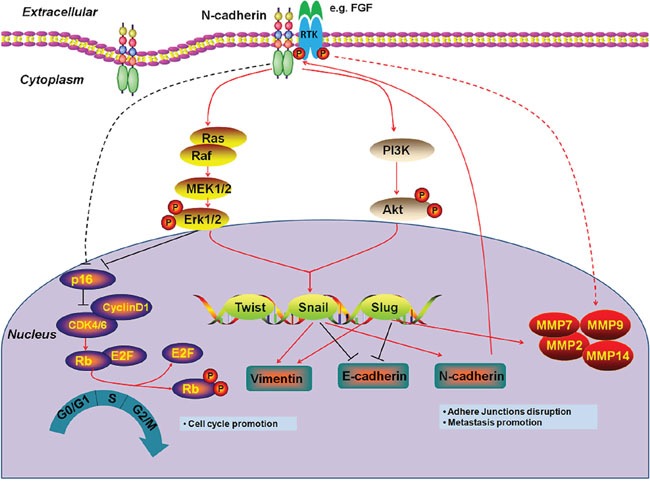 Extracellular
N-cadherin
e.g. FGF
RTK
P
P
Cytoplasm
Ras
Raf
PI3K
MEK1/2
P
Erk1/2
P
P
Akt
P
p16
CyclinD1
CDK4/6
Nucleus
Twist
Snail
Slug
MMP7
MMP9
MMP2
MMP14
Rb
E2F
E2F
Rb
P
P
Vimentin
E-cadherin
N-cadherin
G0/G1
S
G2/M
• Cell cycle promotion
• Adhere Junctions disruption
• Metastasis promotion